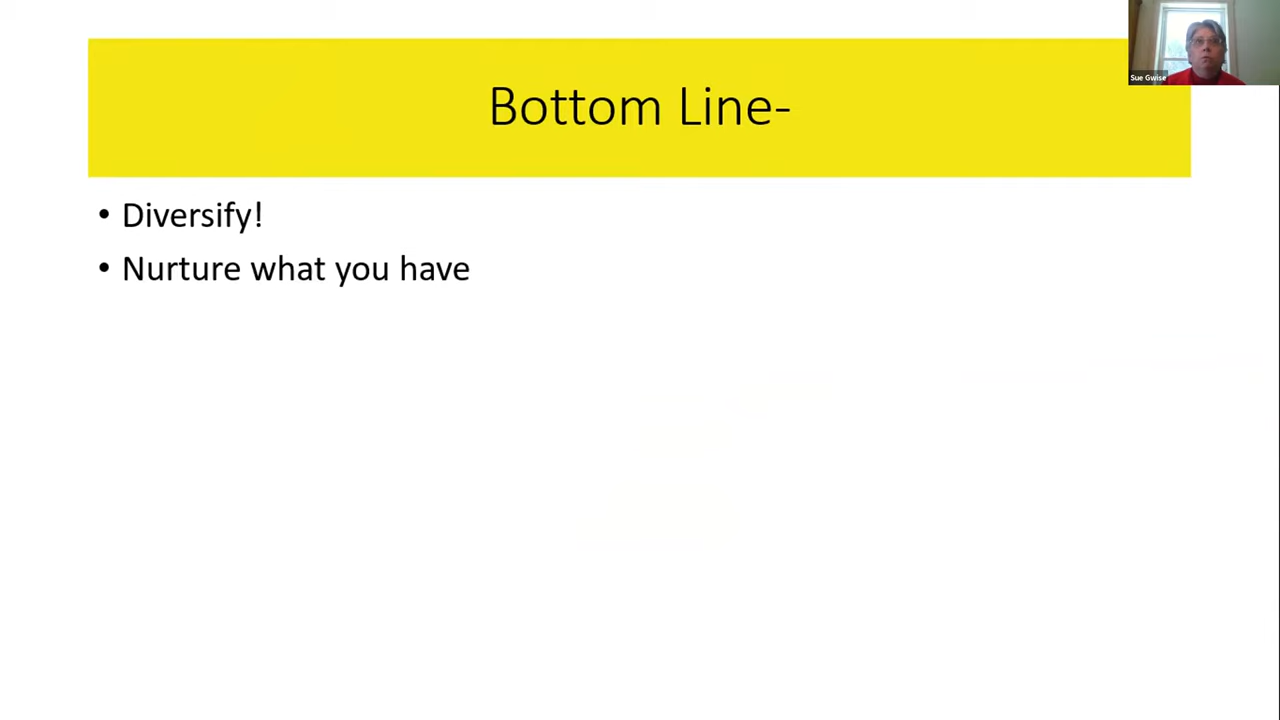 Bottom Line-
Sue Gwise
• Diversify!
• Nurture what you have